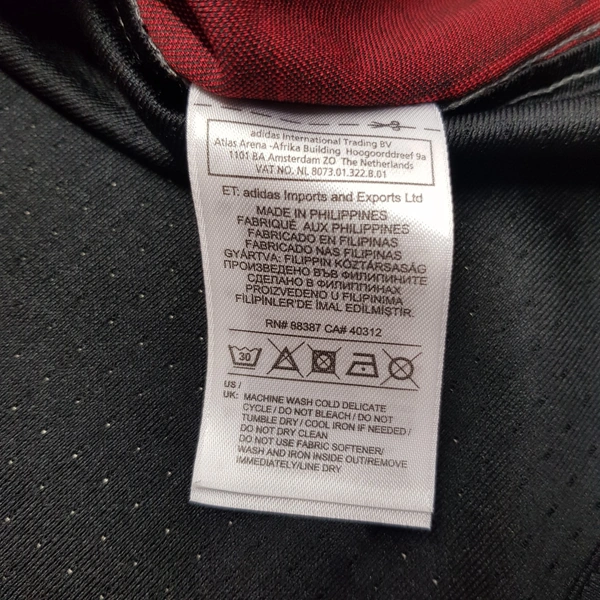 adidas International Trading BV
Atlas Arena -Afrika Building Hoogoorddreef 9a
1101 BA Amsterdam ZO The Netherlands
VAT NO. NL 8073.01.322.B.01
ET: adidas Imports and Exports Ltd
MADE IN PHILIPPINES
FABRIQUÉ AUX PHILIPPINES
FABRICADO EN FILIPINAS
FABRICADO NAS FILIPINAS
GYÁRTVA: FILIPPIN KÖZTÁRSASÁG
ПРОИЗВЕДЕНО ВЪВ ФИЛИПИНИТЕ
СДЕЛАНО В ФИЛИППИНАХ
PROIZVEDENO U FILIPINIMA
FİLİPİNLER'DE İMAL EDİLMİŞTİR.
RN# 88387 CA# 40312
30
US /
UK: MACHINE WASH COLD DELICATE
CYCLE / DO NOT BLEACH / DO NOT
TUMBLE DRY / COOL IRON IF NEEDED /
DO NOT DRY CLEAN
DO NOT USE FABRIC SOFTENER/
WASH AND IRON INSIDE OUT/REMOVE
IMMEDIATELY/LINE DRY